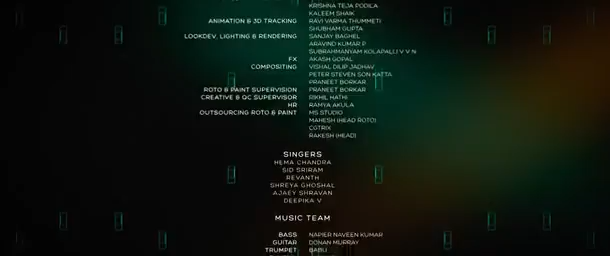 KRISHNA TEJA PODILA
KALEEM SHAIK
ANIMATION & 3D TRACKING RAVI VARMA THUMMETI
SHUBHAM GUPTA
LOOKDEV, LIGHTING & RENDERING SANJAY BAGHEL
ARAVIND KUMAR P
SUBRAHMANYAM KOLAPALLI V V N
FX AKASH GOPAL
COMPOSITING VISHAL DILIP JADHAV
PETER STEVEN SON KATTA
PRANEET BORKAR
ROTO & PAINT SUPERVISION PRANEET BORKAR
CREATIVE & QC SUPERVISOR RIKHIL HATHI
HR RAMYA AKULA
OUTSOURCING ROTO & PAINT MS STUDIO
MAHESH (HEAD ROTO)
CGTRIX
RAKESH (HEAD)
SINGERS
HEMA CHANDRA
SID SRIRAM
REVANTH
SHREYA GHOSHAL
AJAEY SHRAVAN
DEEPIKA V
MUSIC TEAM
BASS NAPIER NAVEEN KUMAR
GUITAR DONAN MURRAY
TRUMPET BABU